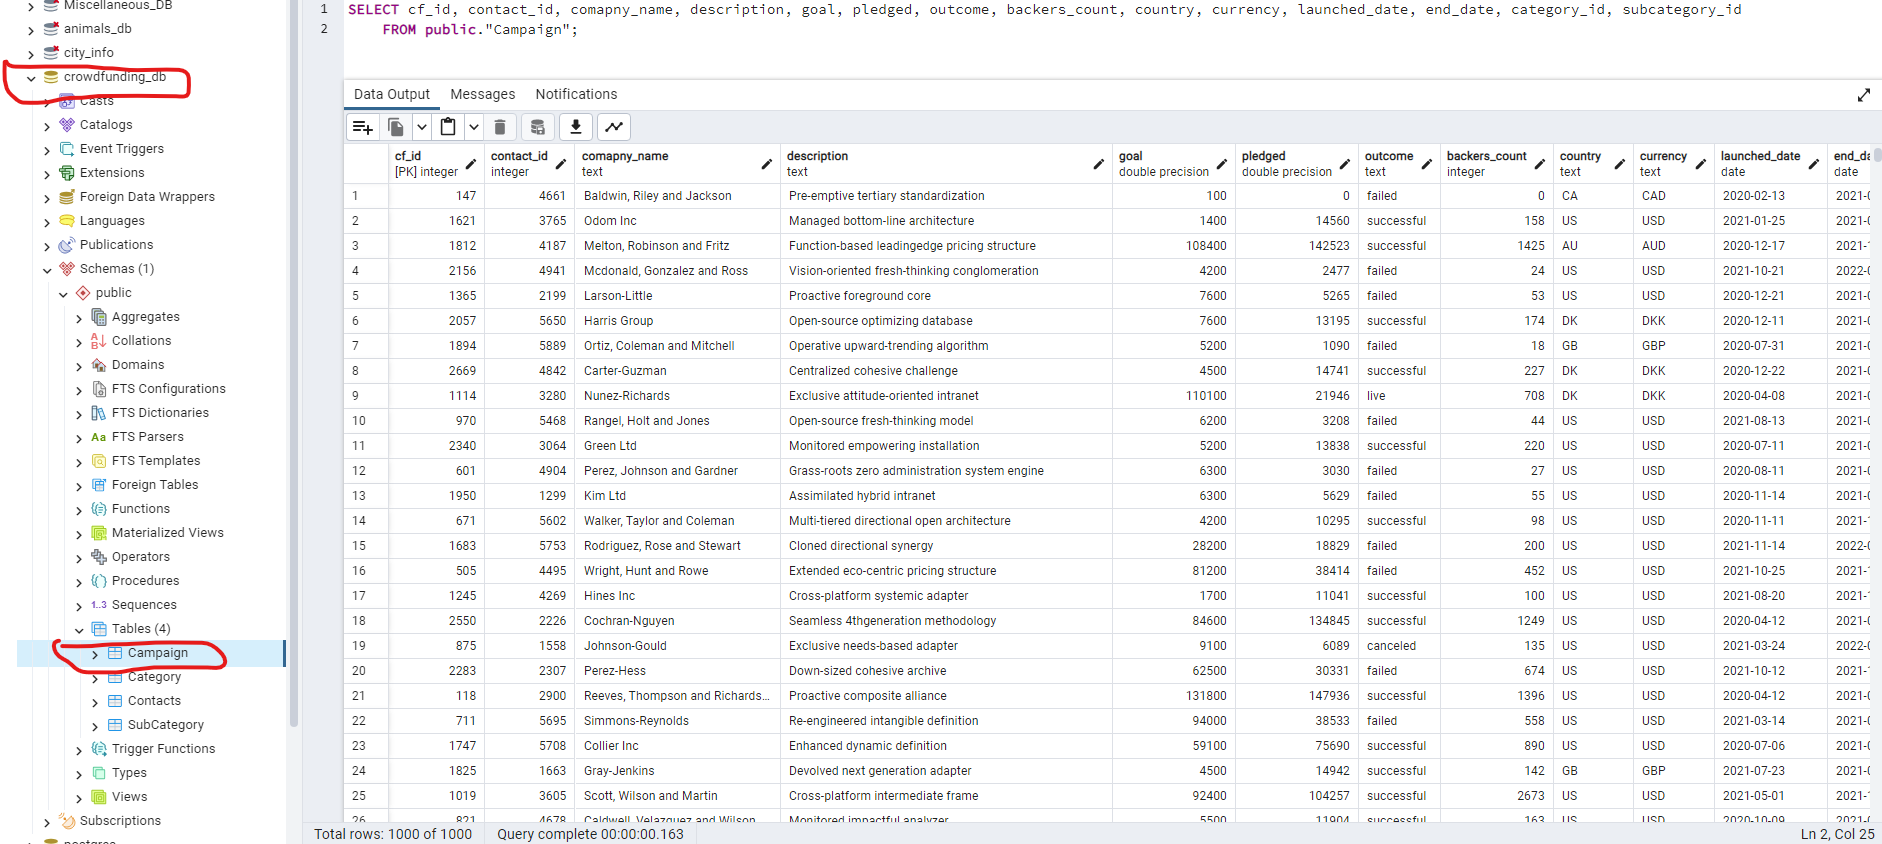 Miscellaneous_DB
animals_db
city_info
crowdfunding_db
Casts
Catalogs
Event Triggers
Extensions
Foreign Data Wrappers
Languages
Publications
Schemas (1)
public
Aggregates
Collations
Domains
FTS Configurations
FTS Dictionaries
FTS Parsers
FTS Templates
Foreign Tables
Functions
Materialized Views
Operators
Procedures
1..3 Sequences
Tables (4)
Campaign
Category
Contacts
SubCategory
Trigger Functions
Types
Views
Subscriptions
postgres
1 SELECT cf_id, contact_id, comapny_name, description, goal, pledged, outcome, backers_count, country, currency, launched_date, end_date, category_id, subcategory_id
2 FROM public."Campaign";
Data Output Messages Notifications
cf_id contact_id comapny_name description goal pledged outcome backers_count country currency launched_date end_da
[PK] integer integer text text double precision double precision text integer text text date date
1 147 4661 Baldwin, Riley and Jackson Pre-emptive tertiary standardization 100 0 failed 0 CA CAD 2020-02-13 2021-0
2 1621 3765 Odom Inc Managed bottom-line architecture 1400 14560 successful 158 US USD 2021-01-25 2021-0
3 1812 4187 Melton, Robinson and Fritz Function-based leadingedge pricing structure 108400 142523 successful 1425 AU AUD 2020-12-17 2021-1
4 2156 4941 Mcdonald, Gonzalez and Ross Vision-oriented fresh-thinking conglomeration 4200 2477 failed 24 US USD 2021-10-21 2022-0
5 1365 2199 Larson-Little Proactive foreground core 7600 5265 failed 53 US USD 2020-12-21 2021-0
6 2057 5650 Harris Group Open-source optimizing database 7600 13195 successful 174 DK DKK 2020-12-11 2021-0
7 1894 5889 Ortiz, Coleman and Mitchell Operative upward-trending algorithm 5200 1090 failed 18 GB GBP 2020-07-31 2021-0
8 2669 4842 Carter-Guzman Centralized cohesive challenge 4500 14741 successful 227 DK DKK 2020-12-22 2021-0
9 1114 3280 Nunez-Richards Exclusive attitude-oriented intranet 110100 21946 live 708 DK DKK 2020-04-08 2021-0
10 970 5468 Rangel, Holt and Jones Open-source fresh-thinking model 6200 3208 failed 44 US USD 2021-08-13 2021-0
11 2340 3064 Green Ltd Monitored empowering installation 5200 13838 successful 220 US USD 2020-07-11 2021-0
12 601 4904 Perez, Johnson and Gardner Grass-roots zero administration system engine 6300 3030 failed 27 US USD 2020-08-11 2021-0
13 1950 1299 Kim Ltd Assimilated hybrid intranet 6300 5629 failed 55 US USD 2020-11-14 2021-0
14 671 5602 Walker, Taylor and Coleman Multi-tiered directional open architecture 4200 10295 successful 98 US USD 2020-11-11 2021-1
15 1683 5753 Rodriguez, Rose and Stewart Cloned directional synergy 28200 18829 failed 200 US USD 2021-11-14 2022-0
16 505 4495 Wright, Hunt and Rowe Extended eco-centric pricing structure 81200 38414 failed 452 US USD 2021-10-25 2021-1
17 1245 4269 Hines Inc Cross-platform systemic adapter 1700 11041 successful 100 US USD 2021-08-20 2021-0
18 2550 2226 Cochran-Nguyen Seamless 4thgeneration methodology 84600 134845 successful 1249 US USD 2020-04-12 2021-0
19 875 1558 Johnson-Gould Exclusive needs-based adapter 9100 6089 canceled 135 US USD 2021-03-24 2022-0
20 2283 2307 Perez-Hess Down-sized cohesive archive 62500 30331 failed 674 US USD 2021-10-12 2021-1
21 118 2900 Reeves, Thompson and Richards... Proactive composite alliance 131800 147936 successful 1396 US USD 2020-04-12 2021-0
22 711 5695 Simmons-Reynolds Re-engineered intangible definition 94000 38533 failed 558 US USD 2021-03-14 2021-0
23 1747 5708 Collier Inc Enhanced dynamic definition 59100 75690 successful 890 US USD 2020-07-06 2021-0
24 1825 1663 Gray-Jenkins Devolved next generation adapter 4500 14942 successful 142 GB GBP 2021-07-23 2021-0
25 1019 3605 Scott, Wilson and Martin Cross-platform intermediate frame 92400 104257 successful 2673 US USD 2021-05-01 2021-1
26 821 4678 Caldwell, Velazquez and Wilson Monitored impactful analyzer 5500 11904 successful 163 US USD 2020-10-09 2021-0
Total rows: 1000 of 1000 Query complete 00:00:00.163 Ln 2, Col 25